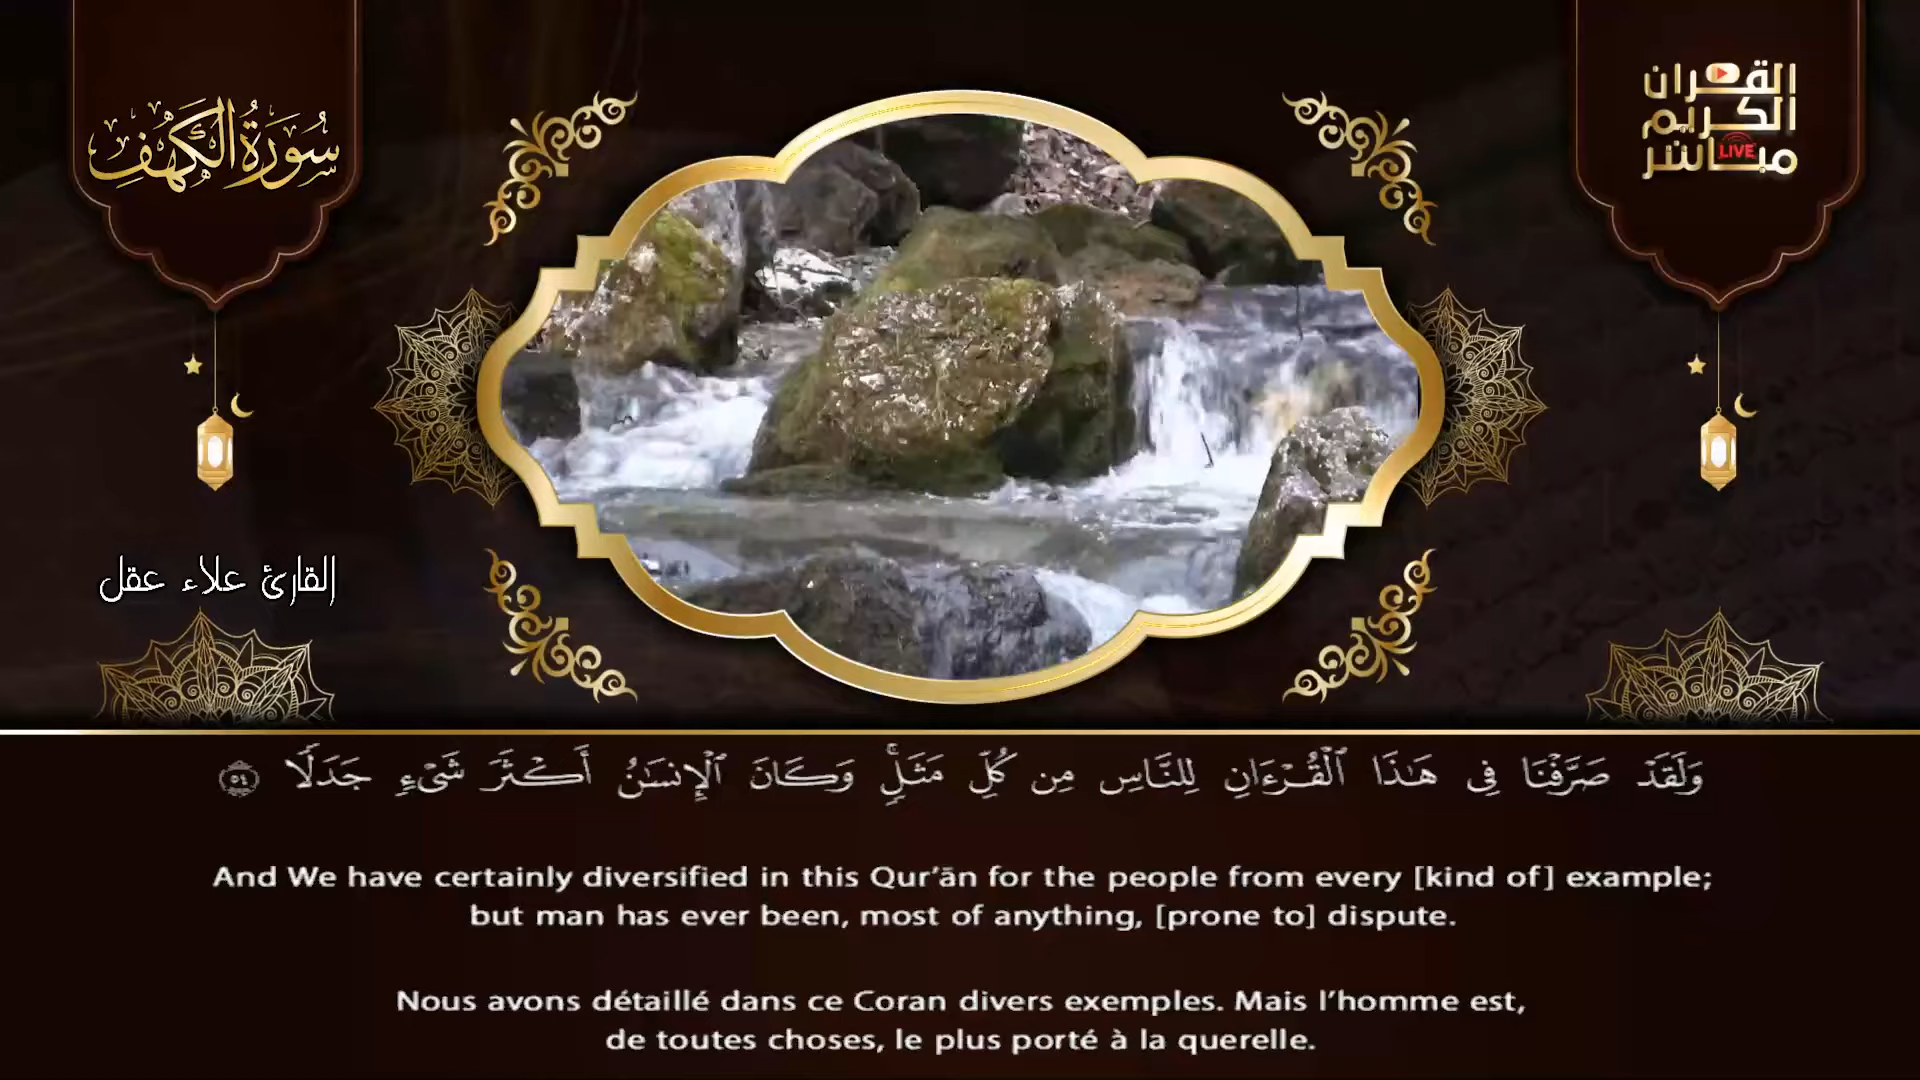 سُورَةُ الكَهْفِ
القرآن
الكريم
مباشر
LIVE
القارئ علاء عقل
وَلَقَدْ صَرَّفْنَا فِى هَـٰذَا ٱلْقُرْءَانِ لِلنَّاسِ مِن كُلِّ مَثَلٍۢ ۚ وَكَانَ ٱلْإِنسَـٰنُ أَكْثَرَ شَىْءٍۢ جَدَلًۭا ٥٤
And We have certainly diversified in this Qur’ān for the people from every [kind of] example;
but man has ever been, most of anything, [prone to] dispute.
Nous avons détaillé dans ce Coran divers exemples. Mais l’homme est,
de toutes choses, le plus porté à la querelle.